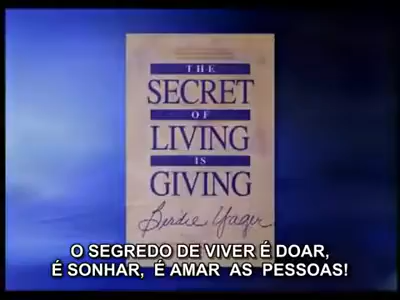 THE
SECRET
OF
LIVING
IS
GIVING
Birdie Yager
O SEGREDO DE VIVER É DOAR,
É SONHAR, É AMAR AS PESSOAS!